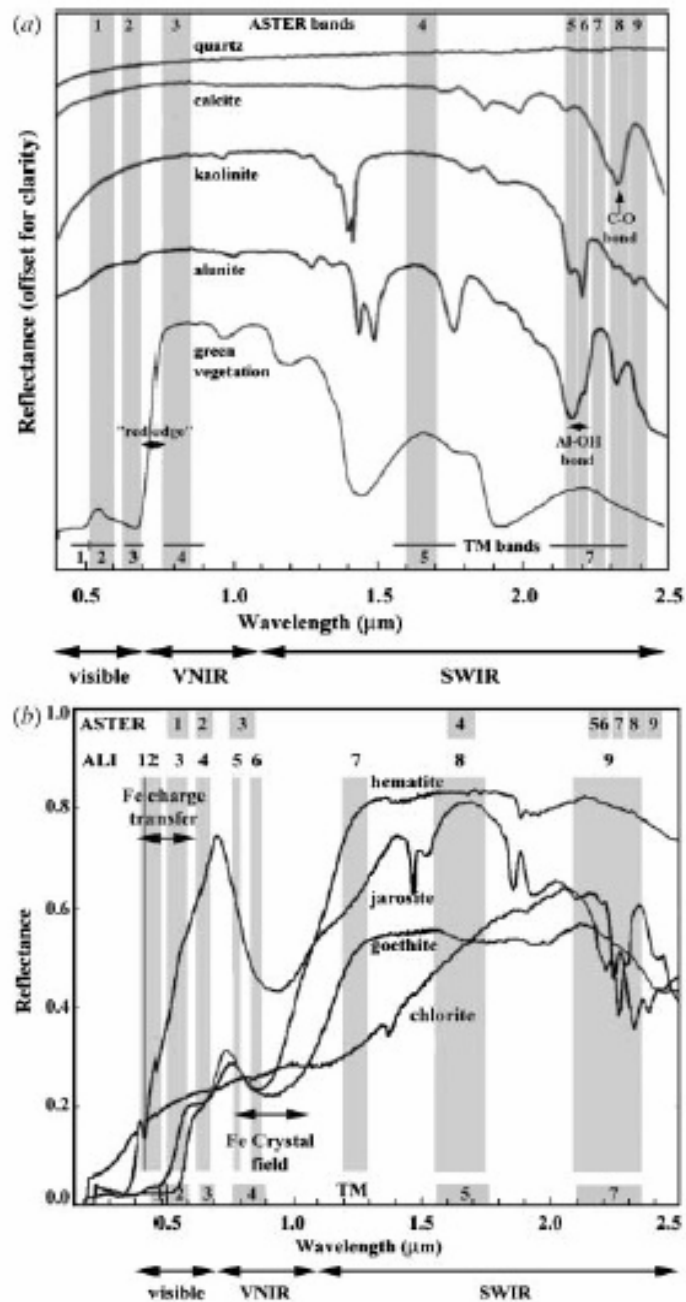 (a)
ASTER bands
1 2 3 4 5 6 7 8 9
quartz
calcite
kaolinite
C-O
bond
alunite
green
vegetation
"red-edge"
Al-OH
bond
TM bands
1 2 3 4 5 7
0.5 1.0 1.5 2.0 2.5
Wavelength (μm)
Reflectance (offset for clarity)
visible VNIR SWIR
(b)
1.0
ASTER 1 2 3 4 5 6 7 8 9
ALI 1 2 3 4 5 6 7 8 9
Fe charge
transfer
hematite
0.8
jarosite
0.6
goethite
Reflectance
0.4
chlorite
0.2
Fe Crystal
field
0.0
2 3 4 TM 5 7
0.5 1.0 1.5 2.0 2.5
Wavelength (μm)
visible VNIR SWIR